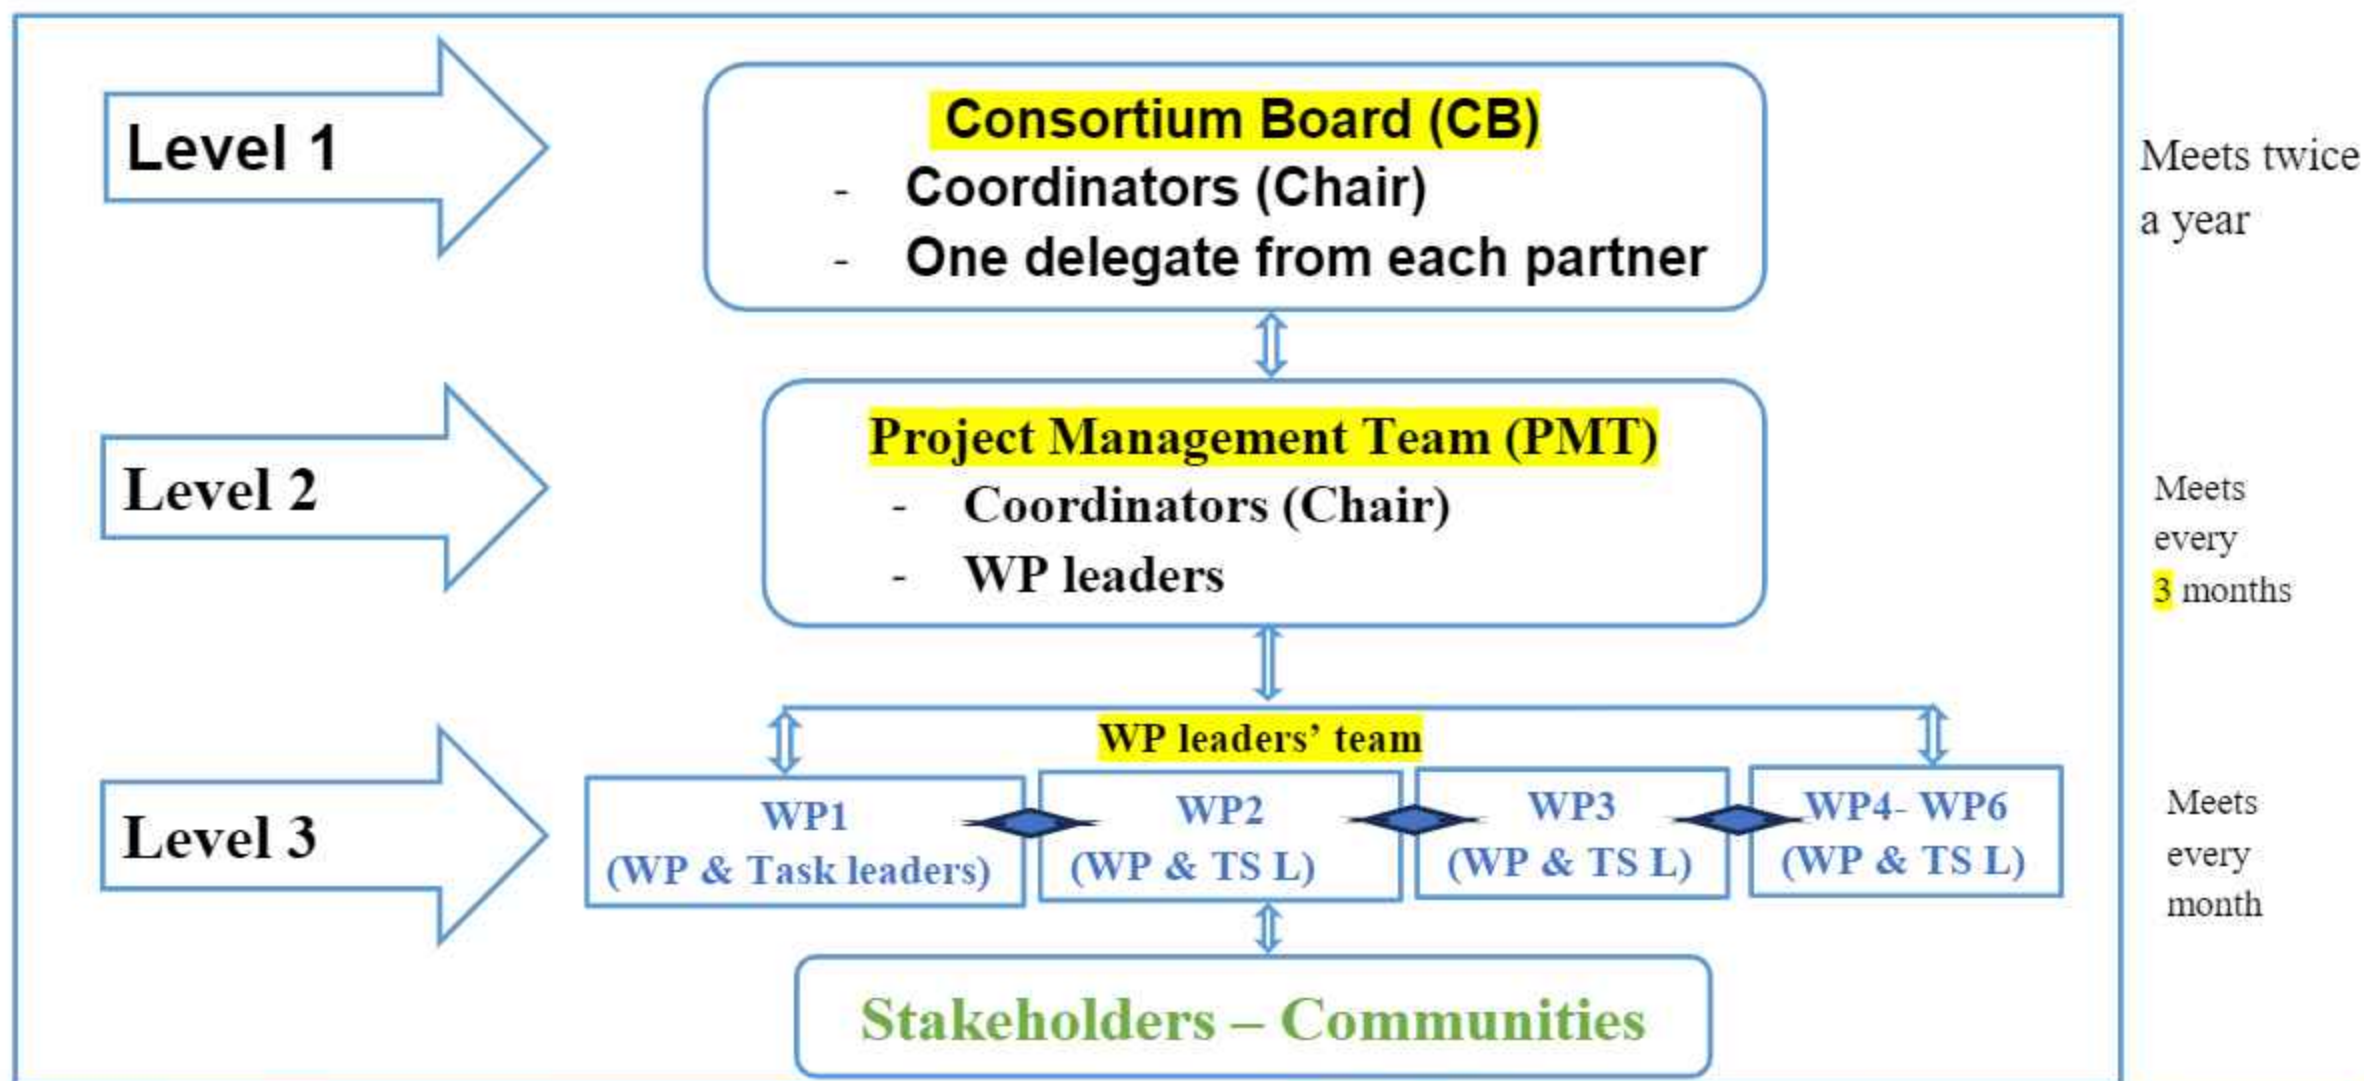 Level 1
Consortium Board (CB)
- Coordinators (Chair)
- One delegate from each partner
Meets twice
a year
Level 2
Project Management Team (PMT)
- Coordinators (Chair)
- WP leaders
Meets
every
3 months
Level 3
WP leaders’ team
WP1
(WP & Task leaders)
WP2
(WP & TS L)
WP3
(WP & TS L)
WP4- WP6
(WP & TS L)
Meets
every
month
Stakeholders – Communities